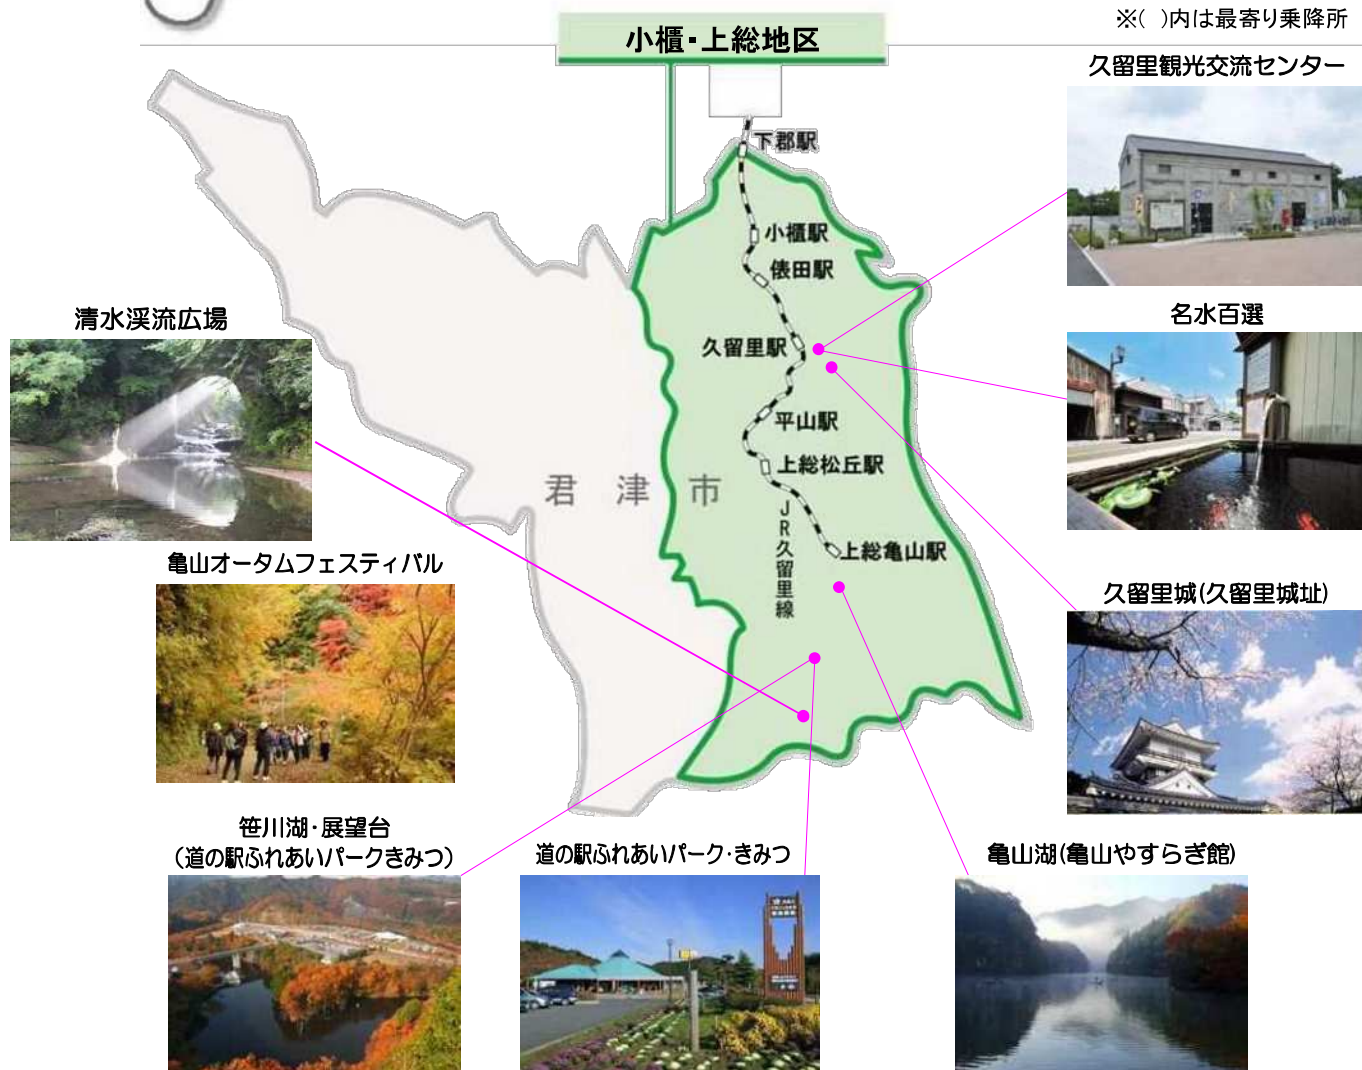 ※( )内は最寄り乗降所
小櫃・上総地区
久留里観光交流センター
下郡駅
小櫃駅
俵田駅
久留里駅
平山駅
上総松丘駅
上総亀山駅
JR久留里線
君津市
清水渓流広場
名水百選
亀山オータムフェスティバル
久留里城(久留里城址)
笹川湖・展望台
(道の駅ふれあいパークきみつ)
道の駅ふれあいパーク・きみつ
亀山湖(亀山やすらぎ館)